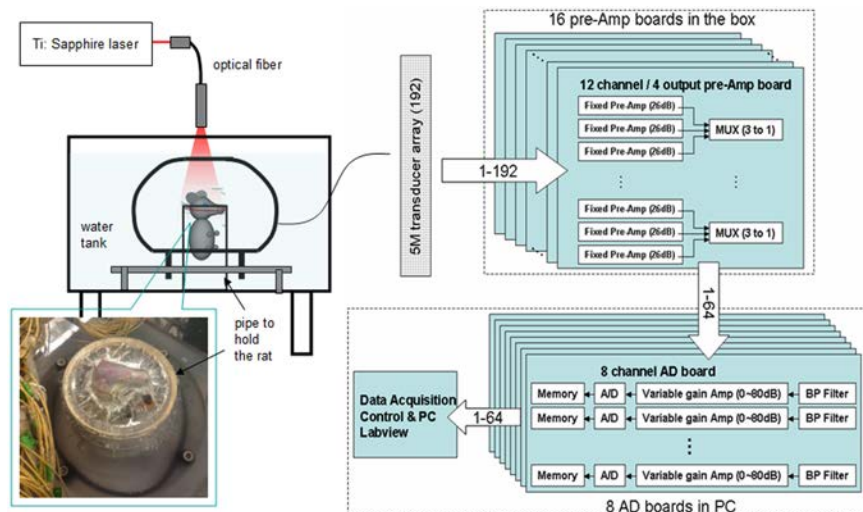 Ti: Sapphire laser
optical fiber
water
tank
pipe to
hold
the rat
5M transducer array (192)
1-192
16 pre-Amp boards in the box
12 channel / 4 output pre-Amp board
Fixed Pre-Amp (26dB)
Fixed Pre-Amp (26dB)
Fixed Pre-Amp (26dB)
MUX (3 to 1)
Fixed Pre-Amp (26dB)
Fixed Pre-Amp (26dB)
Fixed Pre-Amp (26dB)
MUX (3 to 1)
1-64
8 channel AD board
Memory A/D Variable gain Amp (0~80dB) BP Filter
Memory A/D Variable gain Amp (0~80dB) BP Filter
Memory A/D Variable gain Amp (0~80dB) BP Filter
1-64
Data Acquisition
Control & PC
Labview
8 AD boards in PC